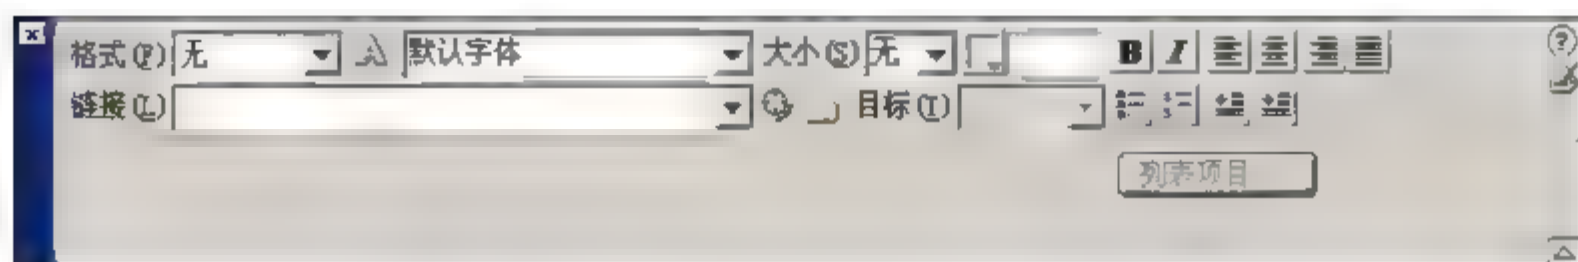 格式(F) 无 A 默认字体 大小(S) 无 B I
链接(L) 目标(T)
列表项目